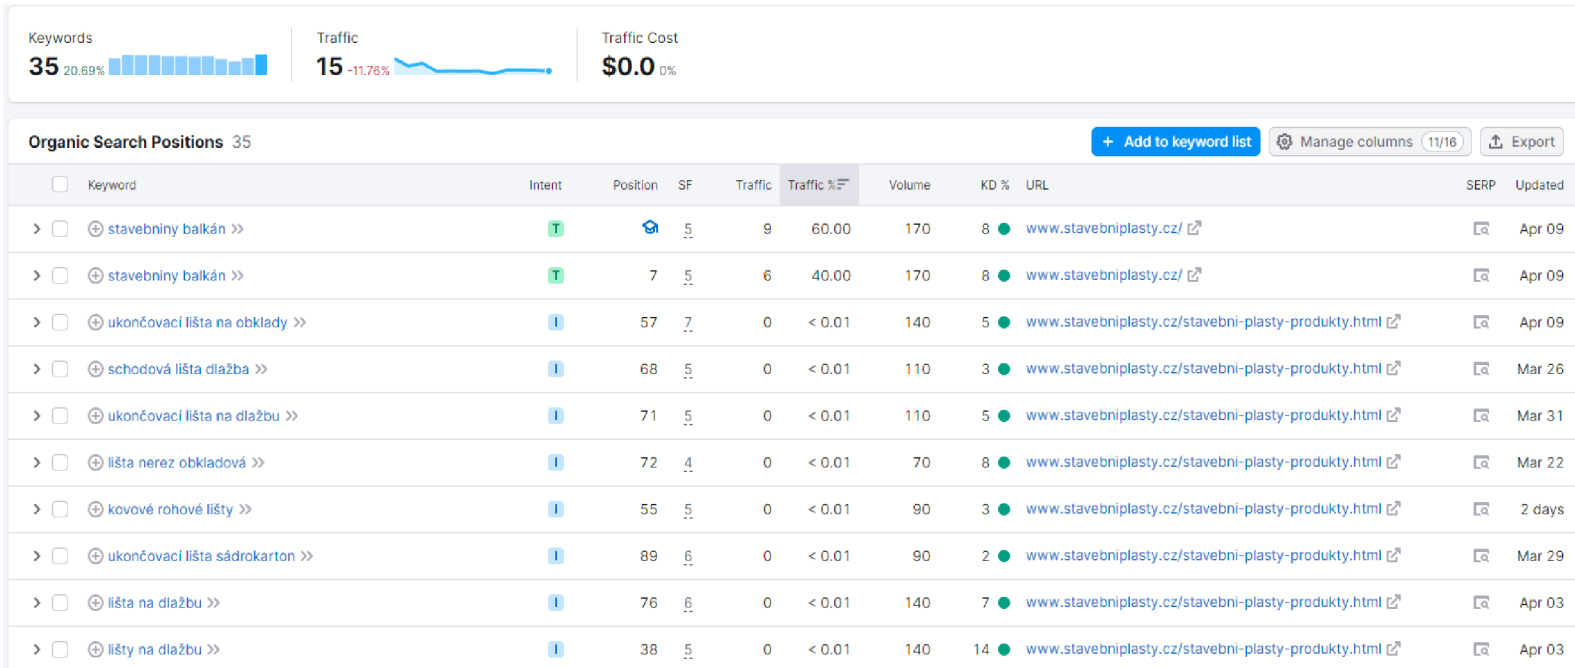 Keywords Traffic Traffic Cost
35 20.69% 15 -11.76% $0.0 0%
Organic Search Positions 35 + Add to keyword list Manage columns 11/16 Export
Keyword Intent Position SF Traffic Traffic % Volume KD % URL SERP Updated
stavebniny balkán T 5 9 60.00 170 8 www.stavebniplasty.cz/ Apr 09
stavebniny balkán T 7 5 6 40.00 170 8 www.stavebniplasty.cz/ Apr 09
ukončovací lišta na obklady I 57 7 0 < 0.01 140 5 www.stavebniplasty.cz/stavebni-plasty-produkty.html Apr 09
schodová lišta dlažba I 68 5 0 < 0.01 110 3 www.stavebniplasty.cz/stavebni-plasty-produkty.html Mar 26
ukončovací lišta na dlažbu I 71 5 0 < 0.01 110 5 www.stavebniplasty.cz/stavebni-plasty-produkty.html Mar 31
lišta nerez obkladová I 72 4 0 < 0.01 70 8 www.stavebniplasty.cz/stavebni-plasty-produkty.html Mar 22
kovové rohové lišty I 55 5 0 < 0.01 90 3 www.stavebniplasty.cz/stavebni-plasty-produkty.html 2 days
ukončovací lišta sádrokarton I 89 6 0 < 0.01 90 2 www.stavebniplasty.cz/stavebni-plasty-produkty.html Mar 29
lišta na dlažbu I 76 6 0 < 0.01 140 7 www.stavebniplasty.cz/stavebni-plasty-produkty.html Apr 03
lišty na dlažbu I 38 5 0 < 0.01 140 14 www.stavebniplasty.cz/stavebni-plasty-produkty.html Apr 03